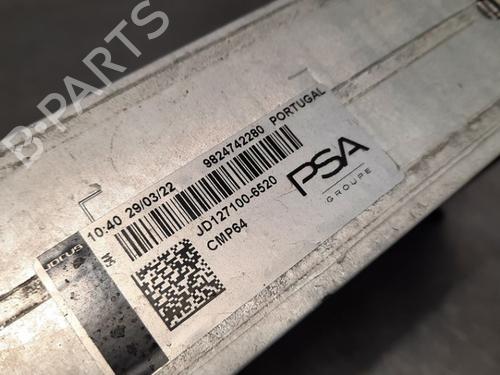 B-PARTS
10:40 29/03/22
9824742280 PORTUGAL
JD127100-6520
CMP64
PSA
GROUPE